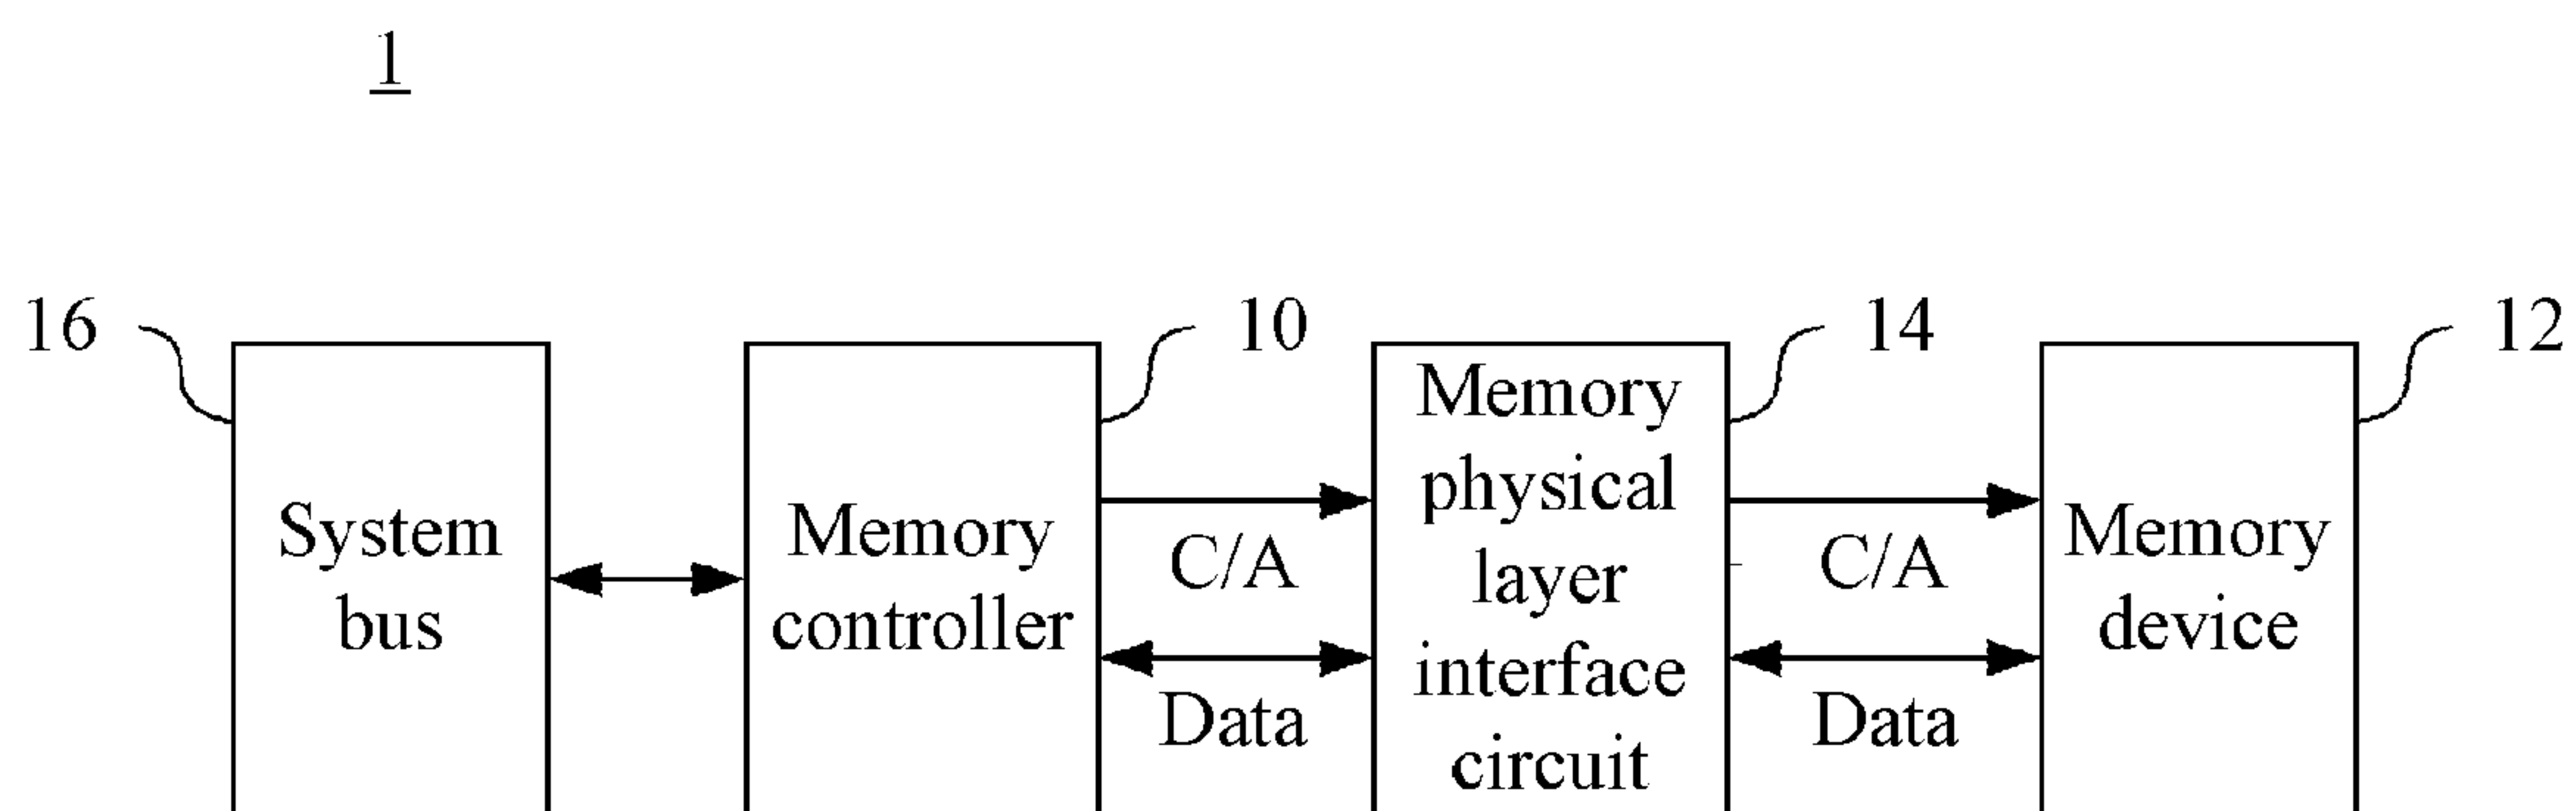 1
16
10
14
12
System
bus
Memory
controller
C/A
Data
Memory
physical
layer
interface
circuit
C/A
Data
Memory
device